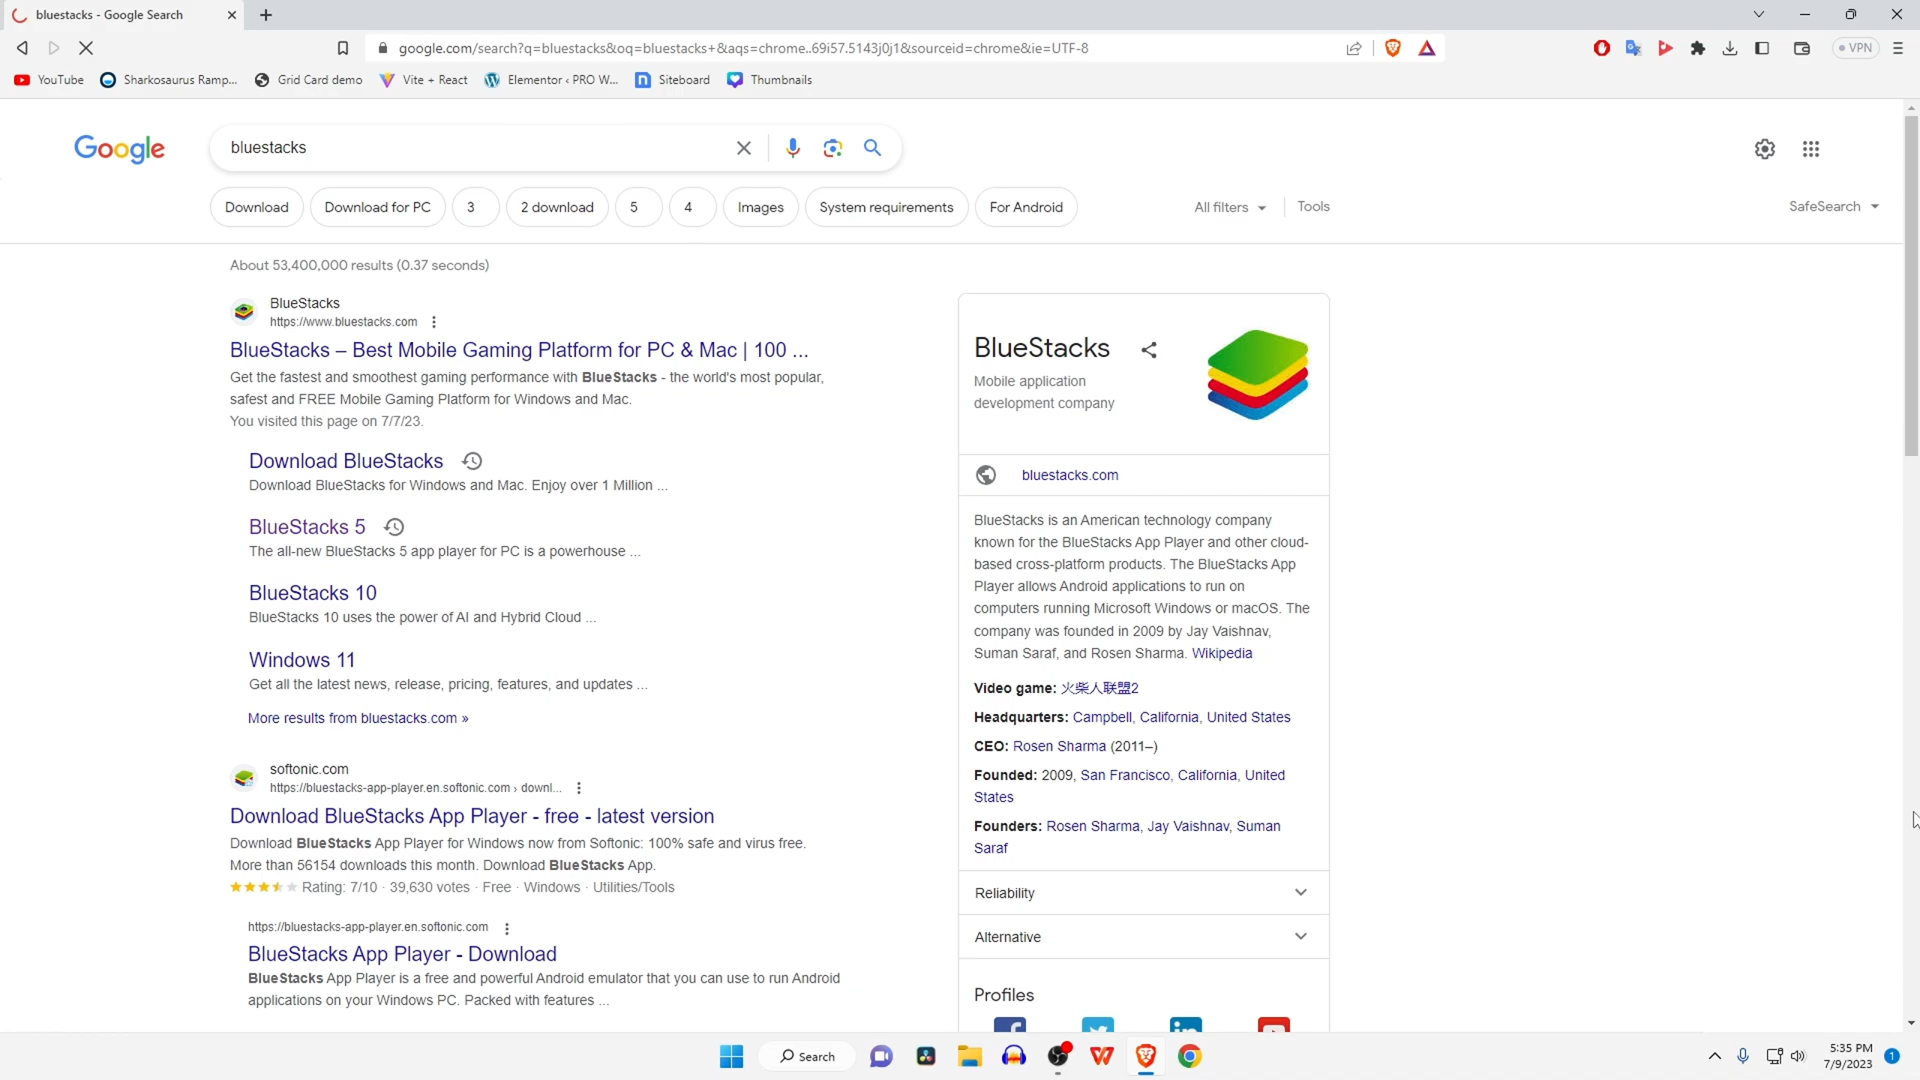 bluestacks - Google Search
google.com/search?q=bluestacks&oq=bluestacks+&aqs=chrome..69i57.5143j0j1&sourceid=chrome&ie=UTF-8
VPN
YouTube
Sharkosaurus Ramp...
Grid Card demo
Vite + React
Elementor ‹ PRO W...
Siteboard
Thumbnails
Google
bluestacks
Download
Download for PC
3
2 download
5
4
Images
System requirements
For Android
All filters
Tools
SafeSearch
About 53,400,000 results (0.37 seconds)
BlueStacks
https://www.bluestacks.com
BlueStacks – Best Mobile Gaming Platform for PC & Mac | 100 ...
Get the fastest and smoothest gaming performance with BlueStacks - the world's most popular,
safest and FREE Mobile Gaming Platform for Windows and Mac.
You visited this page on 7/7/23.
Download BlueStacks
Download BlueStacks for Windows and Mac. Enjoy over 1 Million ...
BlueStacks 5
The all-new BlueStacks 5 app player for PC is a powerhouse ...
BlueStacks 10
BlueStacks 10 uses the power of AI and Hybrid Cloud ...
Windows 11
Get all the latest news, release, pricing, features, and updates ...
More results from bluestacks.com »
softonic.com
https://bluestacks-app-player.en.softonic.com › downl...
Download BlueStacks App Player - free - latest version
Download BlueStacks App Player for Windows now from Softonic: 100% safe and virus free.
More than 56154 downloads this month. Download BlueStacks App.
Rating: 7/10 · 39,630 votes · Free · Windows · Utilities/Tools
https://bluestacks-app-player.en.softonic.com
BlueStacks App Player - Download
BlueStacks App Player is a free and powerful Android emulator that you can use to run Android
applications on your Windows PC. Packed with features ...
BlueStacks
Mobile application
development company
bluestacks.com
BlueStacks is an American technology company
known for the BlueStacks App Player and other cloud-
based cross-platform products. The BlueStacks App
Player allows Android applications to run on
computers running Microsoft Windows or macOS. The
company was founded in 2009 by Jay Vaishnav,
Suman Saraf, and Rosen Sharma. Wikipedia
Video game: 火柴人联盟2
Headquarters: Campbell, California, United States
CEO: Rosen Sharma (2011–)
Founded: 2009, San Francisco, California, United
States
Founders: Rosen Sharma, Jay Vaishnav, Suman
Saraf
Reliability
Alternative
Profiles
Search
5:35 PM
7/9/2023
1